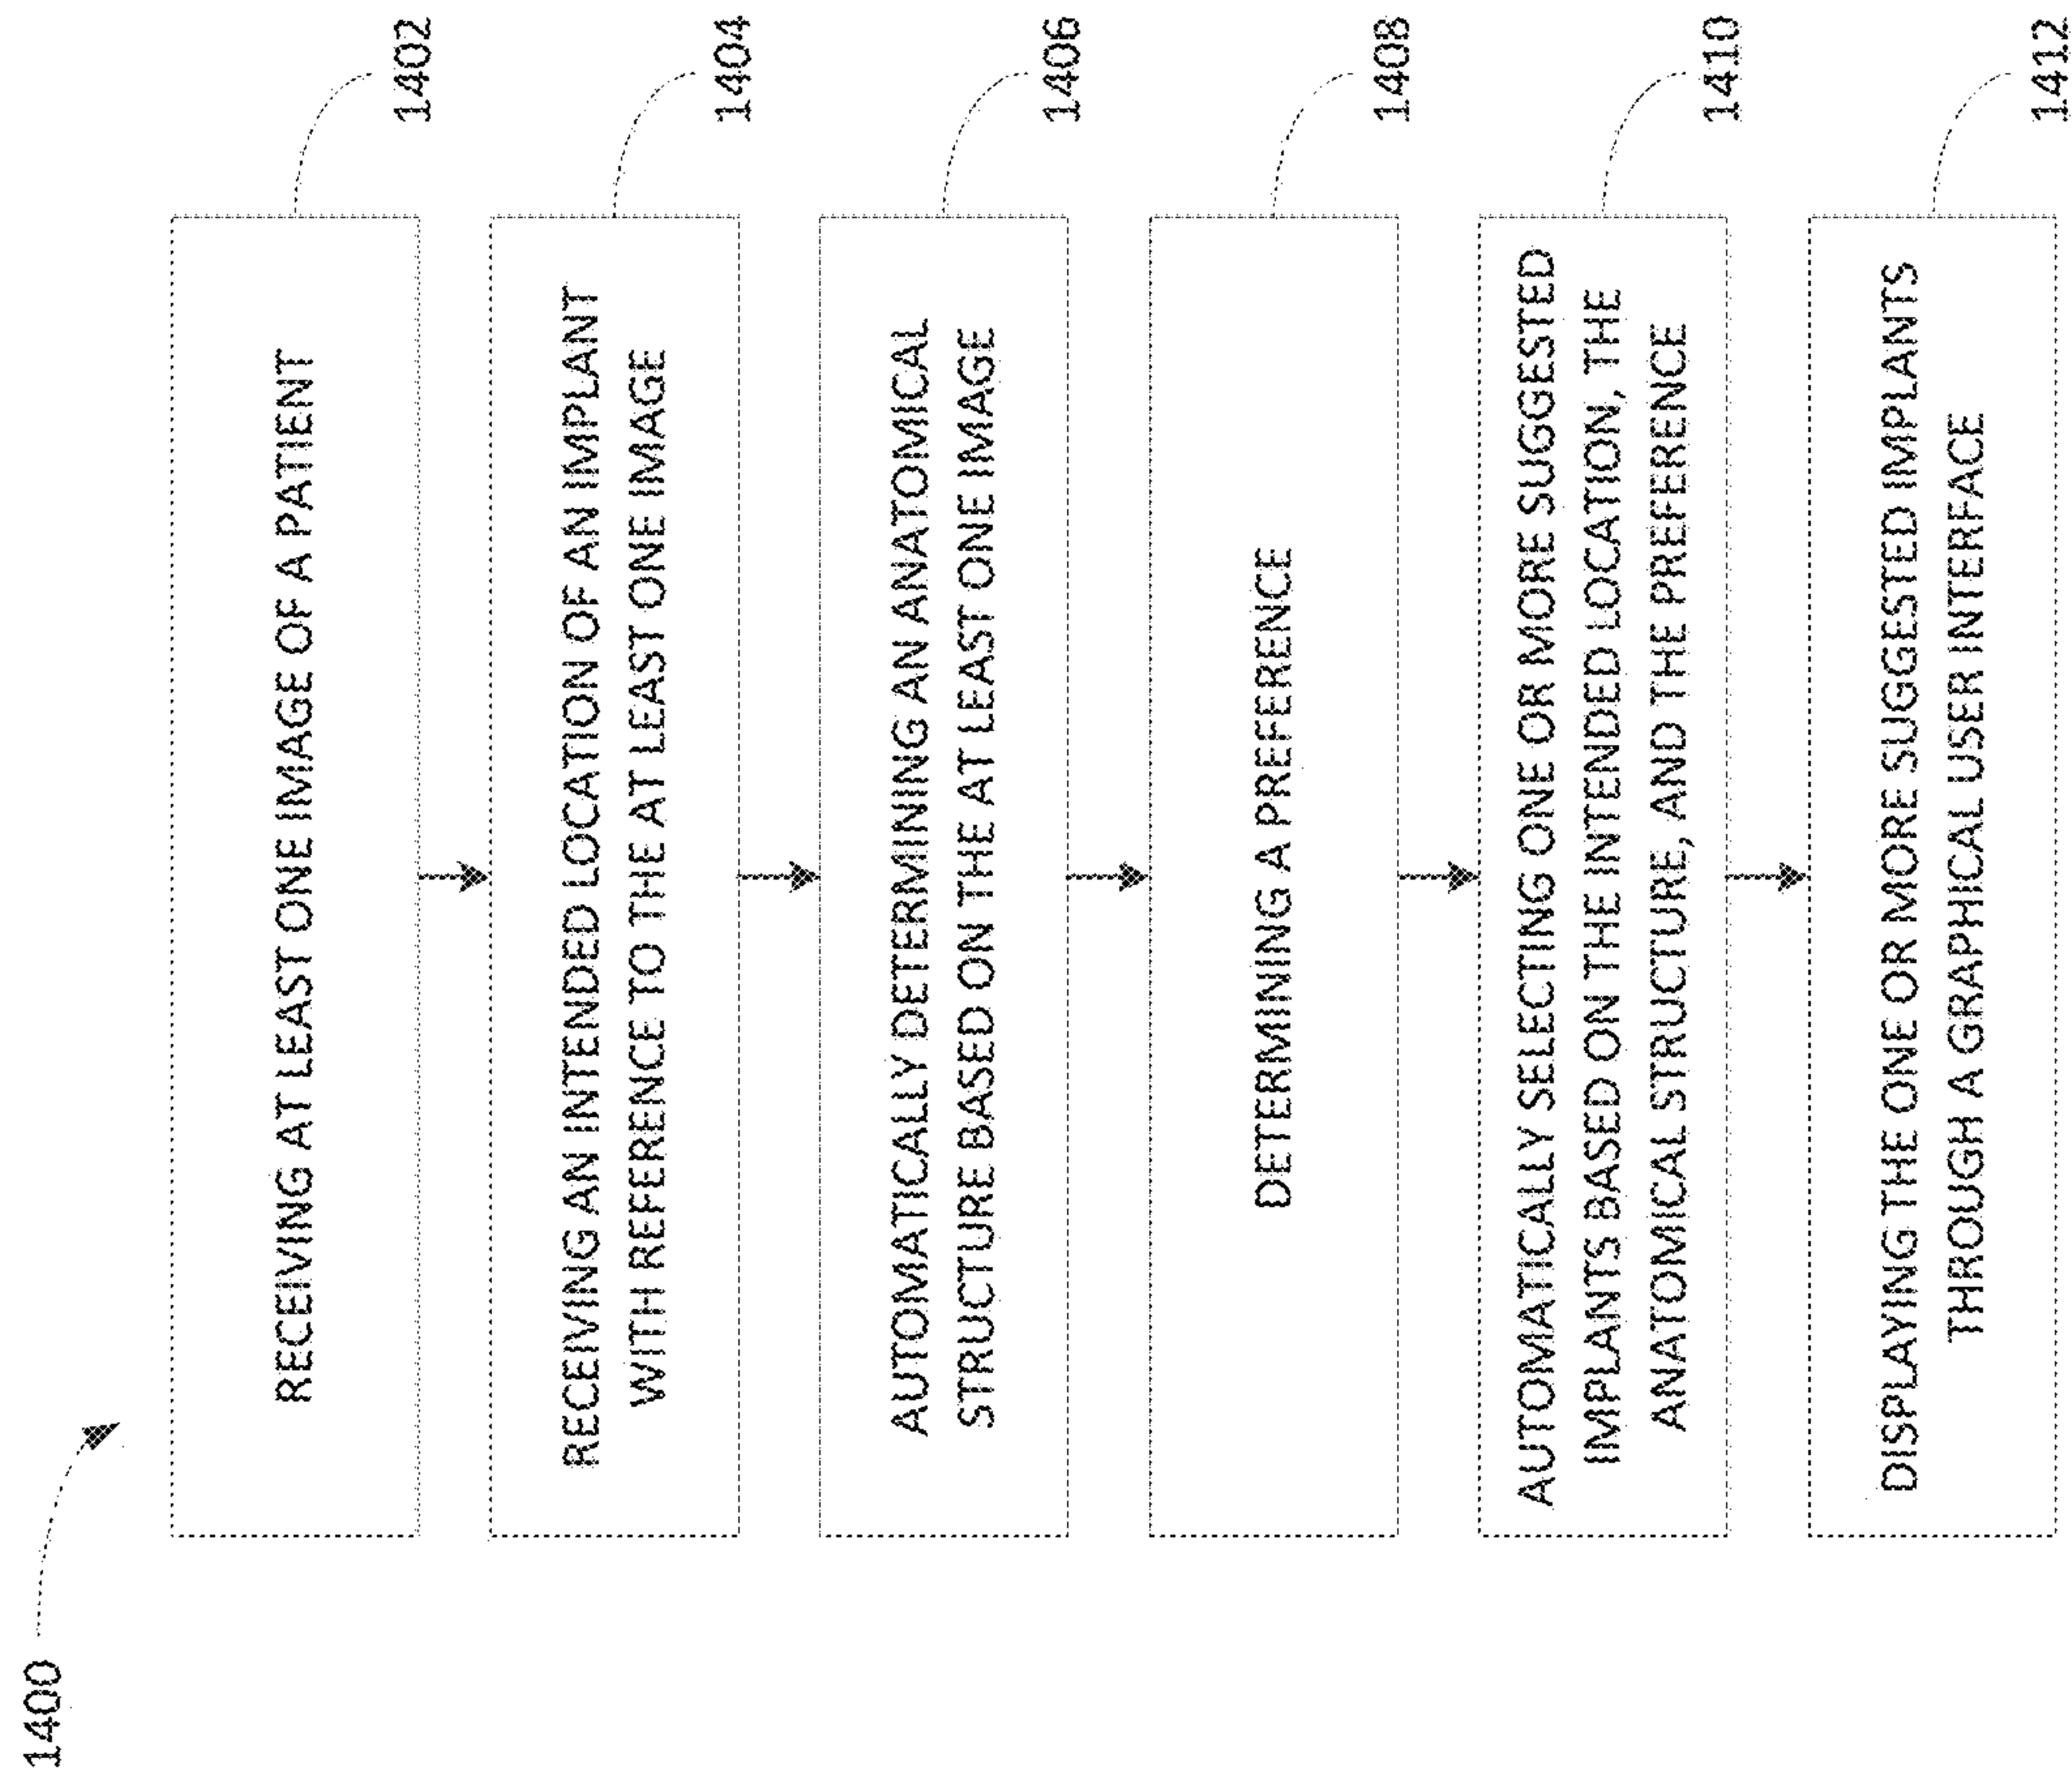 1400
RECEIVING AT LEAST ONE IMAGE OF A PATIENT
1402
RECEIVING AN INTENDED LOCATION OF AN IMPLANT
WITH REFERENCE TO THE AT LEAST ONE IMAGE
1404
AUTOMATICALLY DETERMINING AN ANATOMICAL
STRUCTURE BASED ON THE AT LEAST ONE IMAGE
1406
DETERMINING A PREFERENCE
1408
AUTOMATICALLY SELECTING ONE OR MORE SUGGESTED
IMPLANTS BASED ON THE INTENDED LOCATION, THE
ANATOMICAL STRUCTURE, AND THE PREFERENCE
1410
DISPLAYING THE ONE OR MORE SUGGESTED IMPLANTS
THROUGH A GRAPHICAL USER INTERFACE
1412